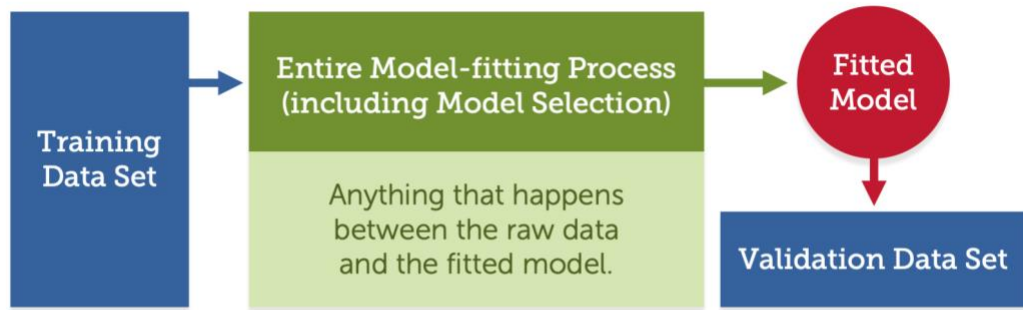 Training
Data Set
Entire Model-fitting Process
(including Model Selection)
Anything that happens
between the raw data
and the fitted model.
Fitted
Model
Validation Data Set